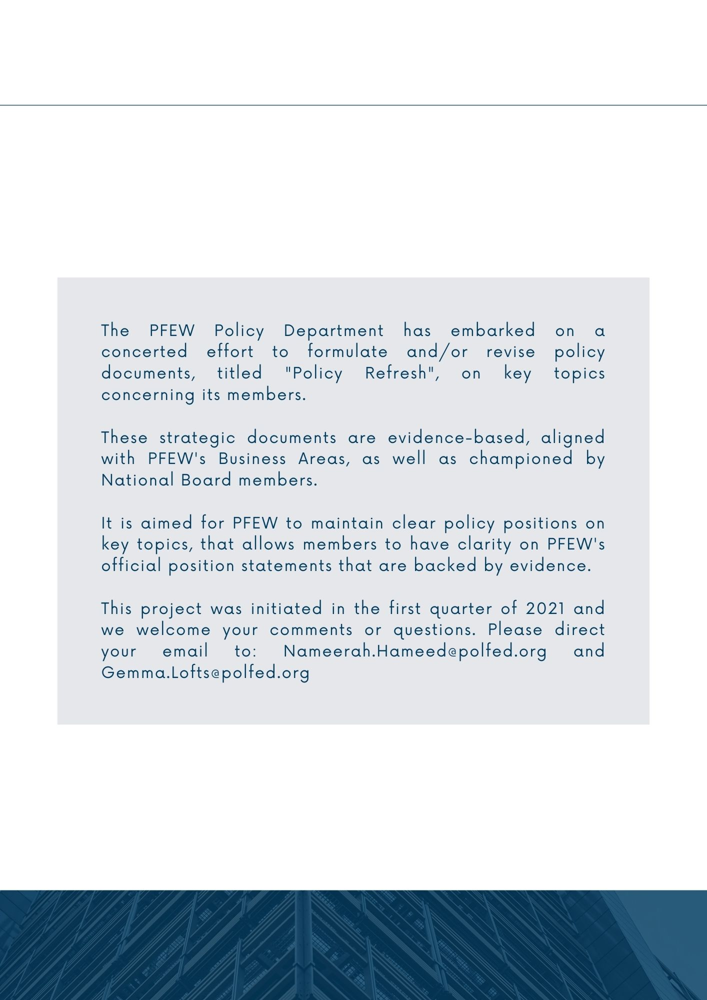 The PFEW Policy Department has embarked on a
concerted effort to formulate and/or revise policy
documents, titled "Policy Refresh", on key topics
concerning its members.
These strategic documents are evidence-based, aligned
with PFEW's Business Areas, as well as championed by
National Board members.
It is aimed for PFEW to maintain clear policy positions on
key topics, that allows members to have clarity on PFEW's
official position statements that are backed by evidence.
This project was initiated in the first quarter of 2021 and
we welcome your comments or questions. Please direct
your email to: Nameerah.Hameed@polfed.org and
Gemma.Lofts@polfed.org